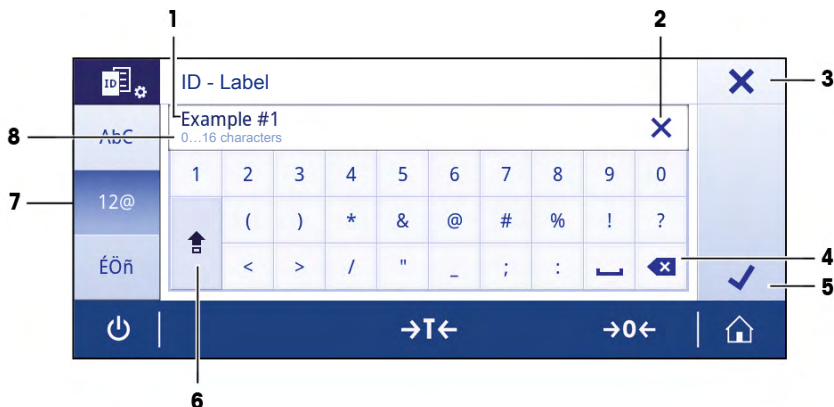 1 2
ID ID - Label
3
Example #1
8 AbC 0...16 characters
1 2 3 4 5 6 7 8 9 0
7 12@ ( ) * & @ # % ! ?
ÉÖñ < > / " _ ; :
4
5
→T← →0←
6